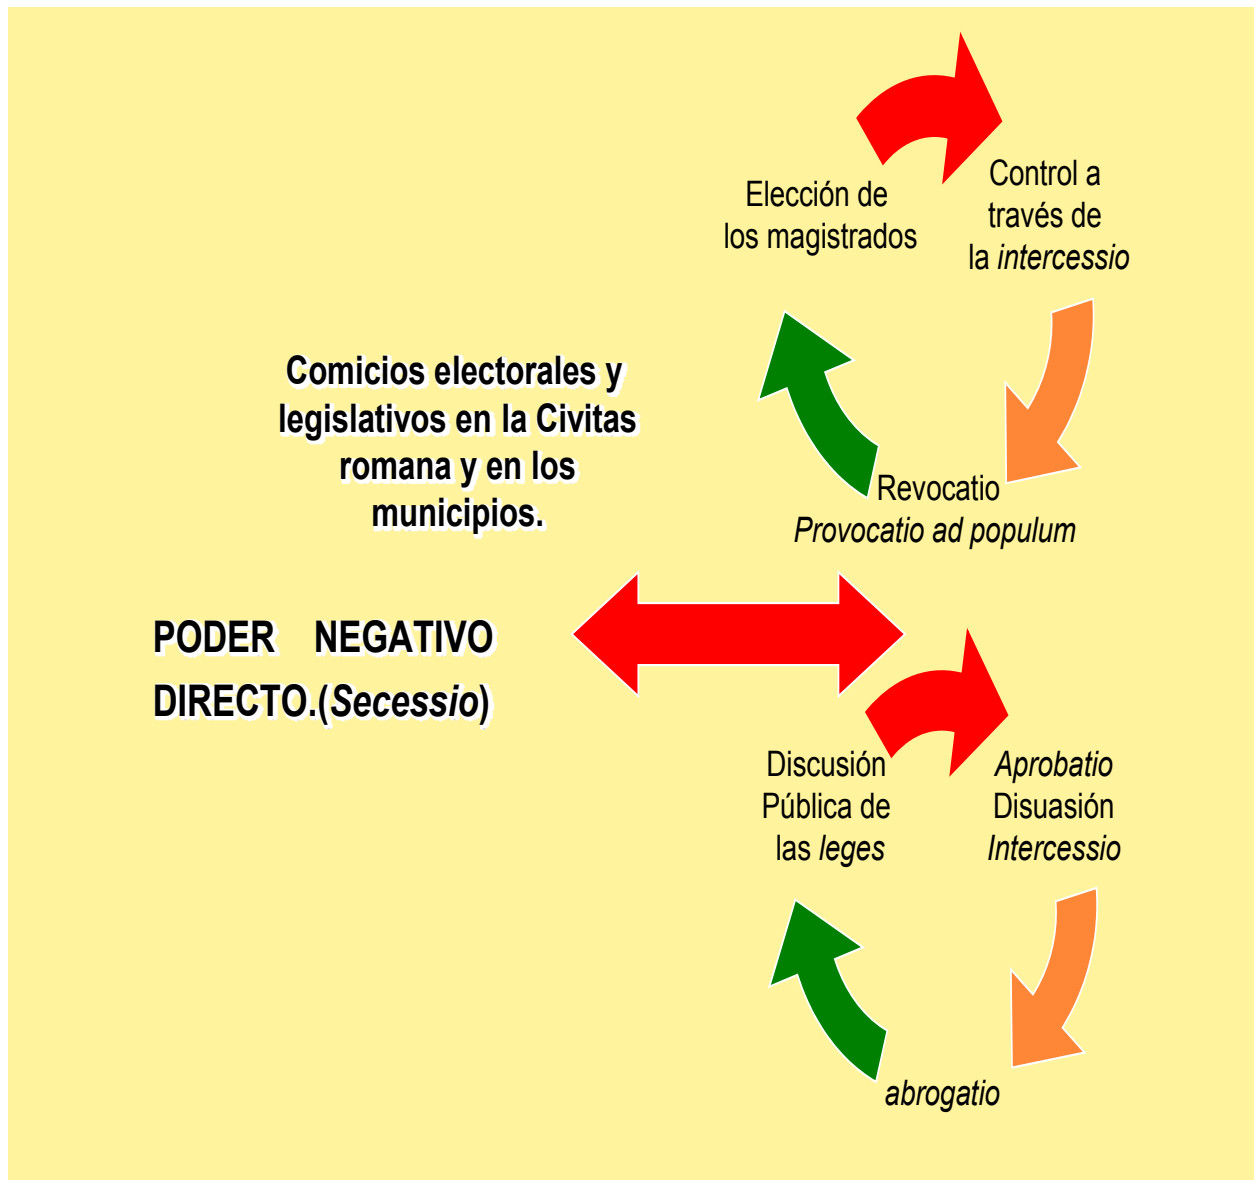 Elección de
los magistrados
Control a
través de
la intercessio
Comicios electorales y
legislativos en la Civitas
romana y en los
municipios.
Revocatio
Provocatio ad populum
PODER NEGATIVO
DIRECTO.(Secessio)
Discusión
Pública de
las leges
Aprobatio
Disuasión
Intercessio
abrogatio